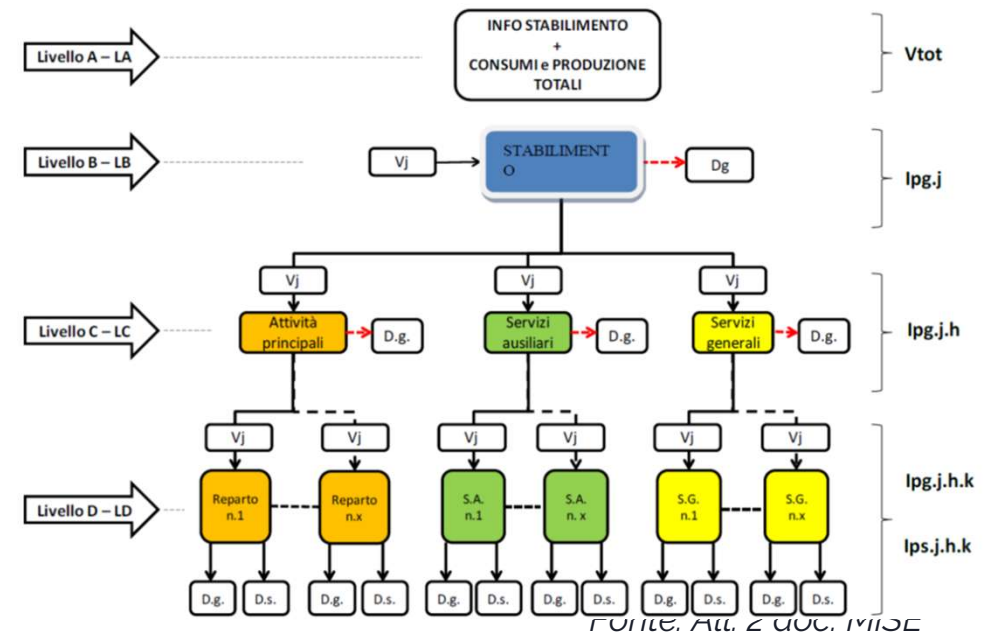 INFO STABILIMENTO
+
CONSUMI e PRODUZIONE
TOTALI
Livello A – LA
Vtot
Livello B – LB
Vj
STABILIMENT
O
Dg
Ipg.j
Vj
Vj
Vj
Livello C – LC
Attività
principali
D.g.
Servizi
ausiliari
D.g.
Servizi
generali
D.g.
Ipg.j.h
Vj
Vj
Vj
Vj
Vj
Vj
Livello D – LD
Reparto
n.1
Reparto
n.x
S.A.
n.1
S.A.
n. x
S.G.
n.1
S.G.
n.x
Ipg.j.h.k
Ips.j.h.k
D.g.
D.s.
D.g.
D.s.
D.g.
D.s.
D.g.
D.s.
D.g.
D.s.
D.g.
D.s.
Fonte: All. 2 doc. MiSE